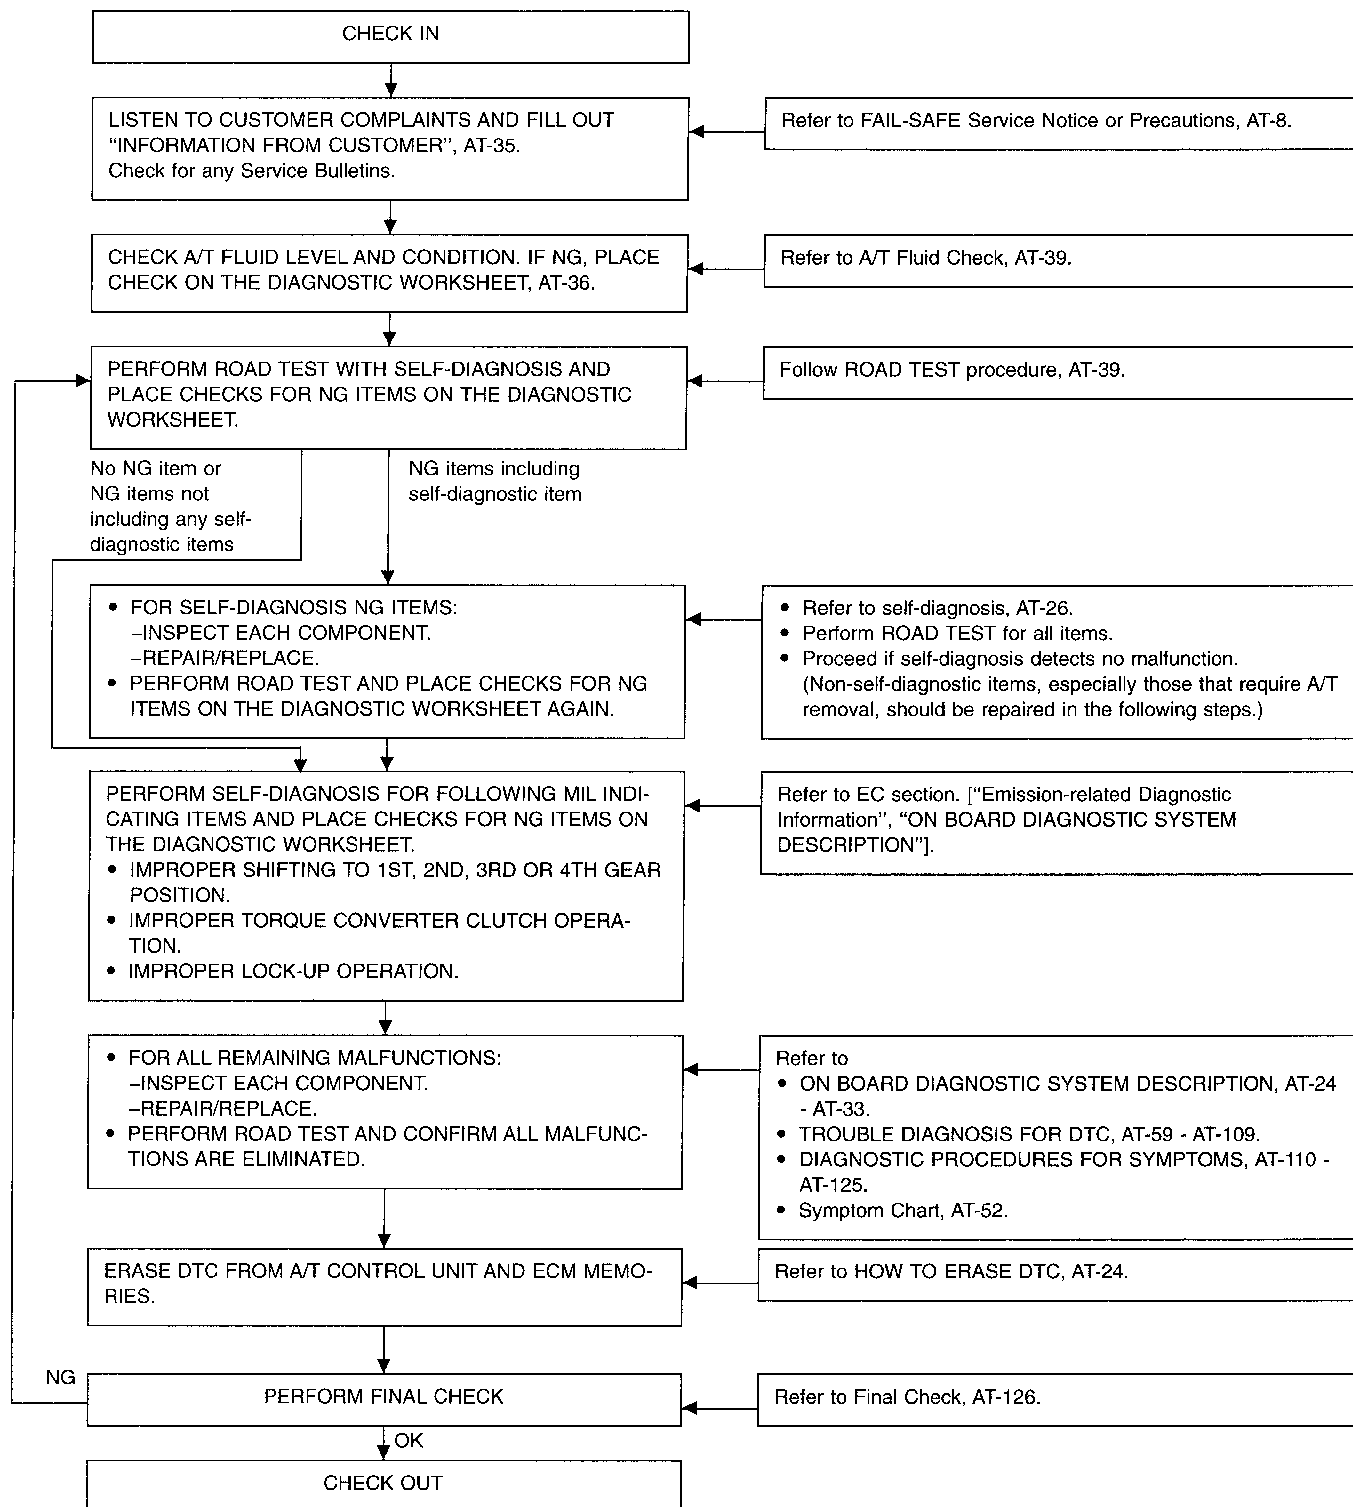 CHECK IN
LISTEN TO CUSTOMER COMPLAINTS AND FILL OUT
“INFORMATION FROM CUSTOMER”, AT-35.
Check for any Service Bulletins.
Refer to FAIL-SAFE Service Notice or Precautions, AT-8.
CHECK A/T FLUID LEVEL AND CONDITION. IF NG, PLACE
CHECK ON THE DIAGNOSTIC WORKSHEET, AT-36.
Refer to A/T Fluid Check, AT-39.
PERFORM ROAD TEST WITH SELF-DIAGNOSIS AND
PLACE CHECKS FOR NG ITEMS ON THE DIAGNOSTIC
WORKSHEET.
Follow ROAD TEST procedure, AT-39.
No NG item or
NG items not
including any self-
diagnostic items
NG items including
self-diagnostic item
• FOR SELF-DIAGNOSIS NG ITEMS:
–INSPECT EACH COMPONENT.
–REPAIR/REPLACE.
• PERFORM ROAD TEST AND PLACE CHECKS FOR NG
ITEMS ON THE DIAGNOSTIC WORKSHEET AGAIN.
• Refer to self-diagnosis, AT-26.
• Perform ROAD TEST for all items.
• Proceed if self-diagnosis detects no malfunction.
(Non-self-diagnostic items, especially those that require A/T
removal, should be repaired in the following steps.)
PERFORM SELF-DIAGNOSIS FOR FOLLOWING MIL INDI-
CATING ITEMS AND PLACE CHECKS FOR NG ITEMS ON
THE DIAGNOSTIC WORKSHEET.
• IMPROPER SHIFTING TO 1ST, 2ND, 3RD OR 4TH GEAR
POSITION.
• IMPROPER TORQUE CONVERTER CLUTCH OPERA-
TION.
• IMPROPER LOCK-UP OPERATION.
Refer to EC section. [“Emission-related Diagnostic
Information”, “ON BOARD DIAGNOSTIC SYSTEM
DESCRIPTION”].
• FOR ALL REMAINING MALFUNCTIONS:
–INSPECT EACH COMPONENT.
–REPAIR/REPLACE.
• PERFORM ROAD TEST AND CONFIRM ALL MALFUNC-
TIONS ARE ELIMINATED.
Refer to
• ON BOARD DIAGNOSTIC SYSTEM DESCRIPTION, AT-24
- AT-33.
• TROUBLE DIAGNOSIS FOR DTC, AT-59 - AT-109.
• DIAGNOSTIC PROCEDURES FOR SYMPTOMS, AT-110 -
AT-125.
• Symptom Chart, AT-52.
ERASE DTC FROM A/T CONTROL UNIT AND ECM MEMO-
RIES.
Refer to HOW TO ERASE DTC, AT-24.
NG
PERFORM FINAL CHECK
Refer to Final Check, AT-126.
OK
CHECK OUT